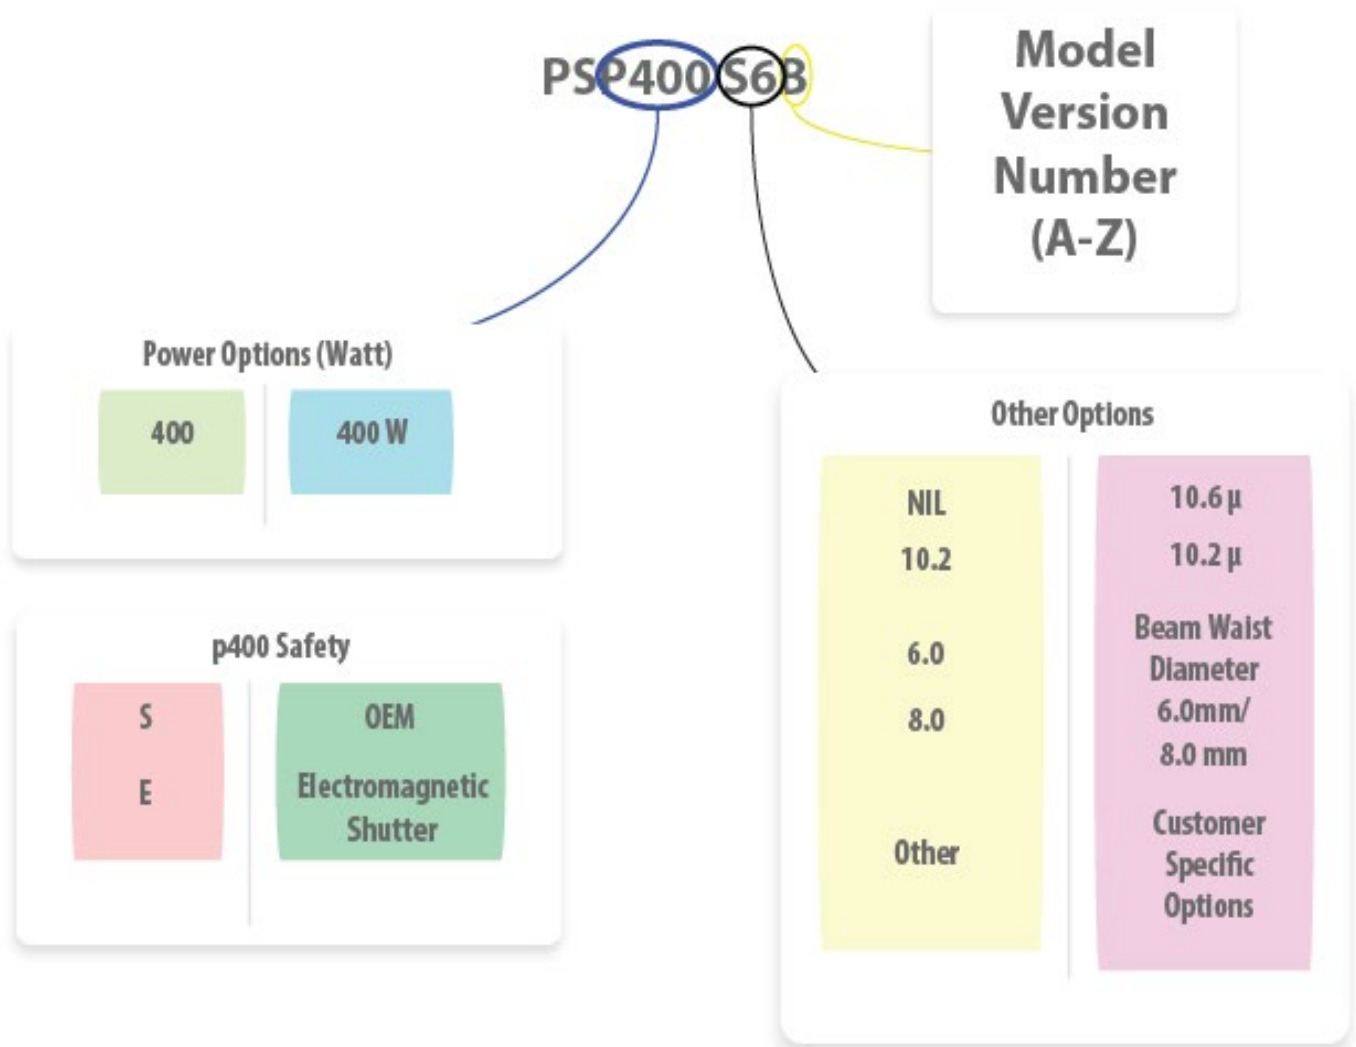 PSP400S6B
Model
Version
Number
(A-Z)
Power Options (Watt)
400
400 W
p400 Safety
S
OEM
E
Electromagnetic
Shutter
Other Options
NIL
10.6 µ
10.2
10.2 µ
6.0
Beam Waist
Diameter
6.0mm/
8.0
8.0 mm
Other
Customer
Specific
Options